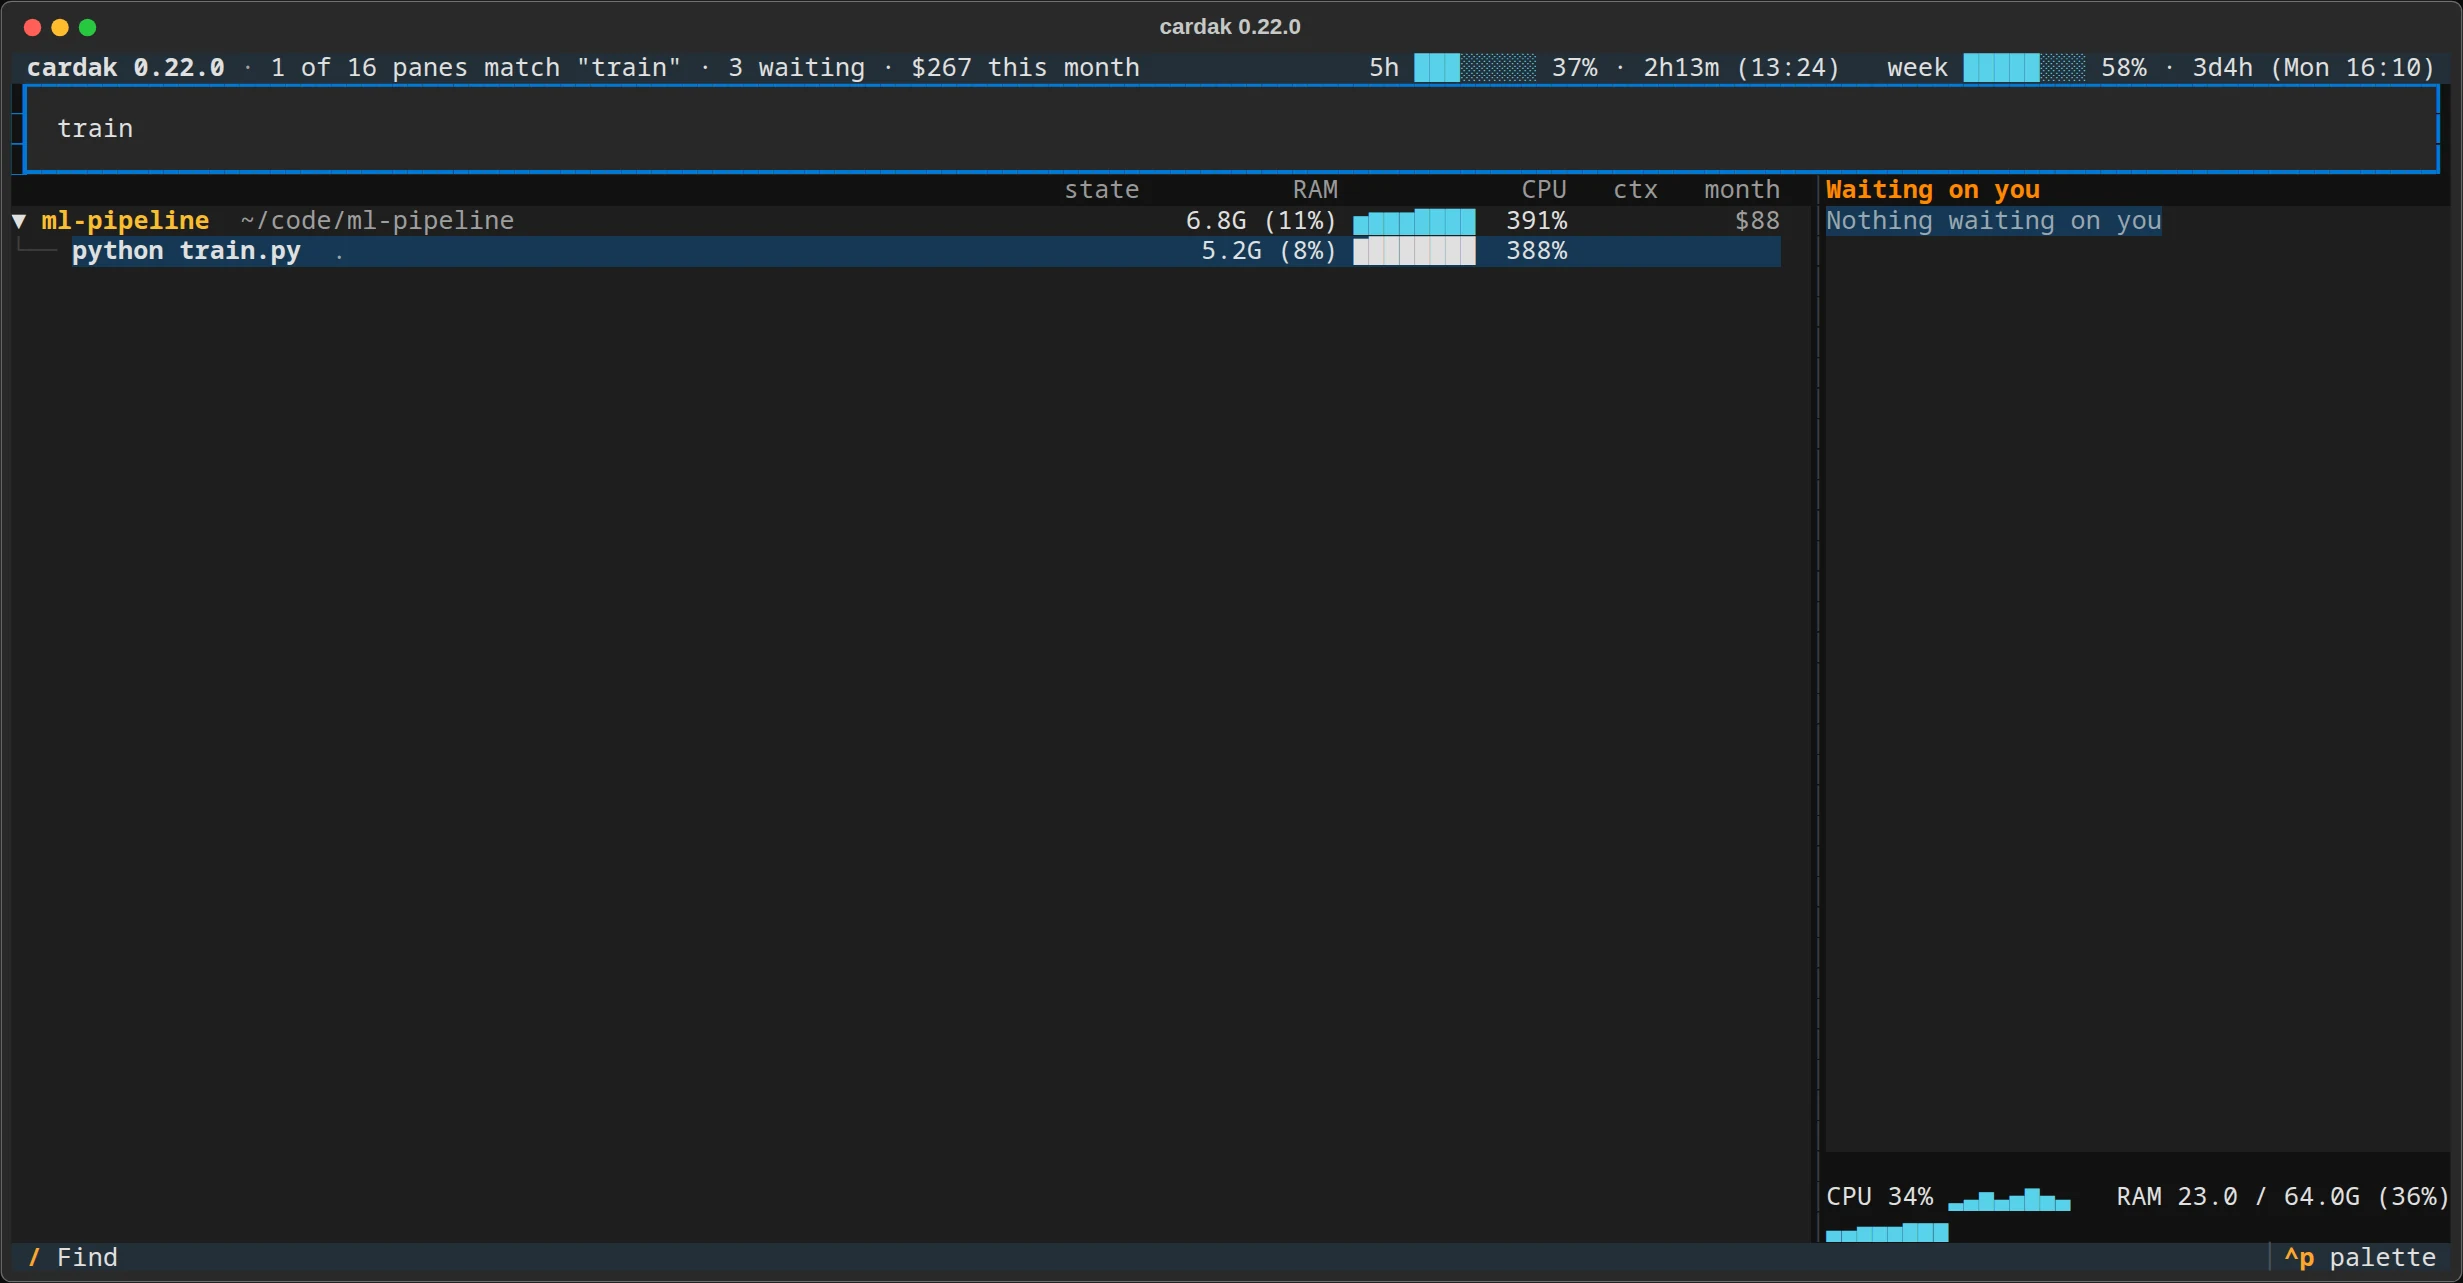 cardak 0.22.0
cardak 0.22.0 · 1 of 16 panes match "train" · 3 waiting · $267 this month 5h 37% · 2h13m (13:24) week 58% · 3d4h (Mon 16:10)
train
state RAM CPU ctx month
▼ ml-pipeline ~/code/ml-pipeline 6.8G (11%) 391% $88
python train.py . 5.2G (8%) 388%
Waiting on you
Nothing waiting on you
CPU 34% RAM 23.0 / 64.0G (36%)
/ Find ^p palette